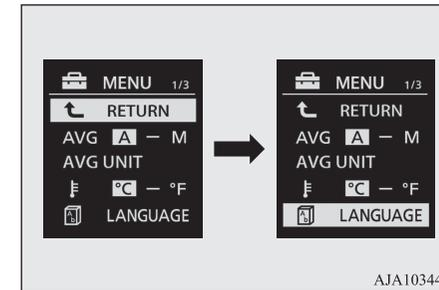 MENU 1/3
RETURN
AVG A — M
AVG UNIT
°C — °F
LANGUAGE
MENU 1/3
RETURN
AVG A — M
AVG UNIT
°C — °F
LANGUAGE
AJA10344